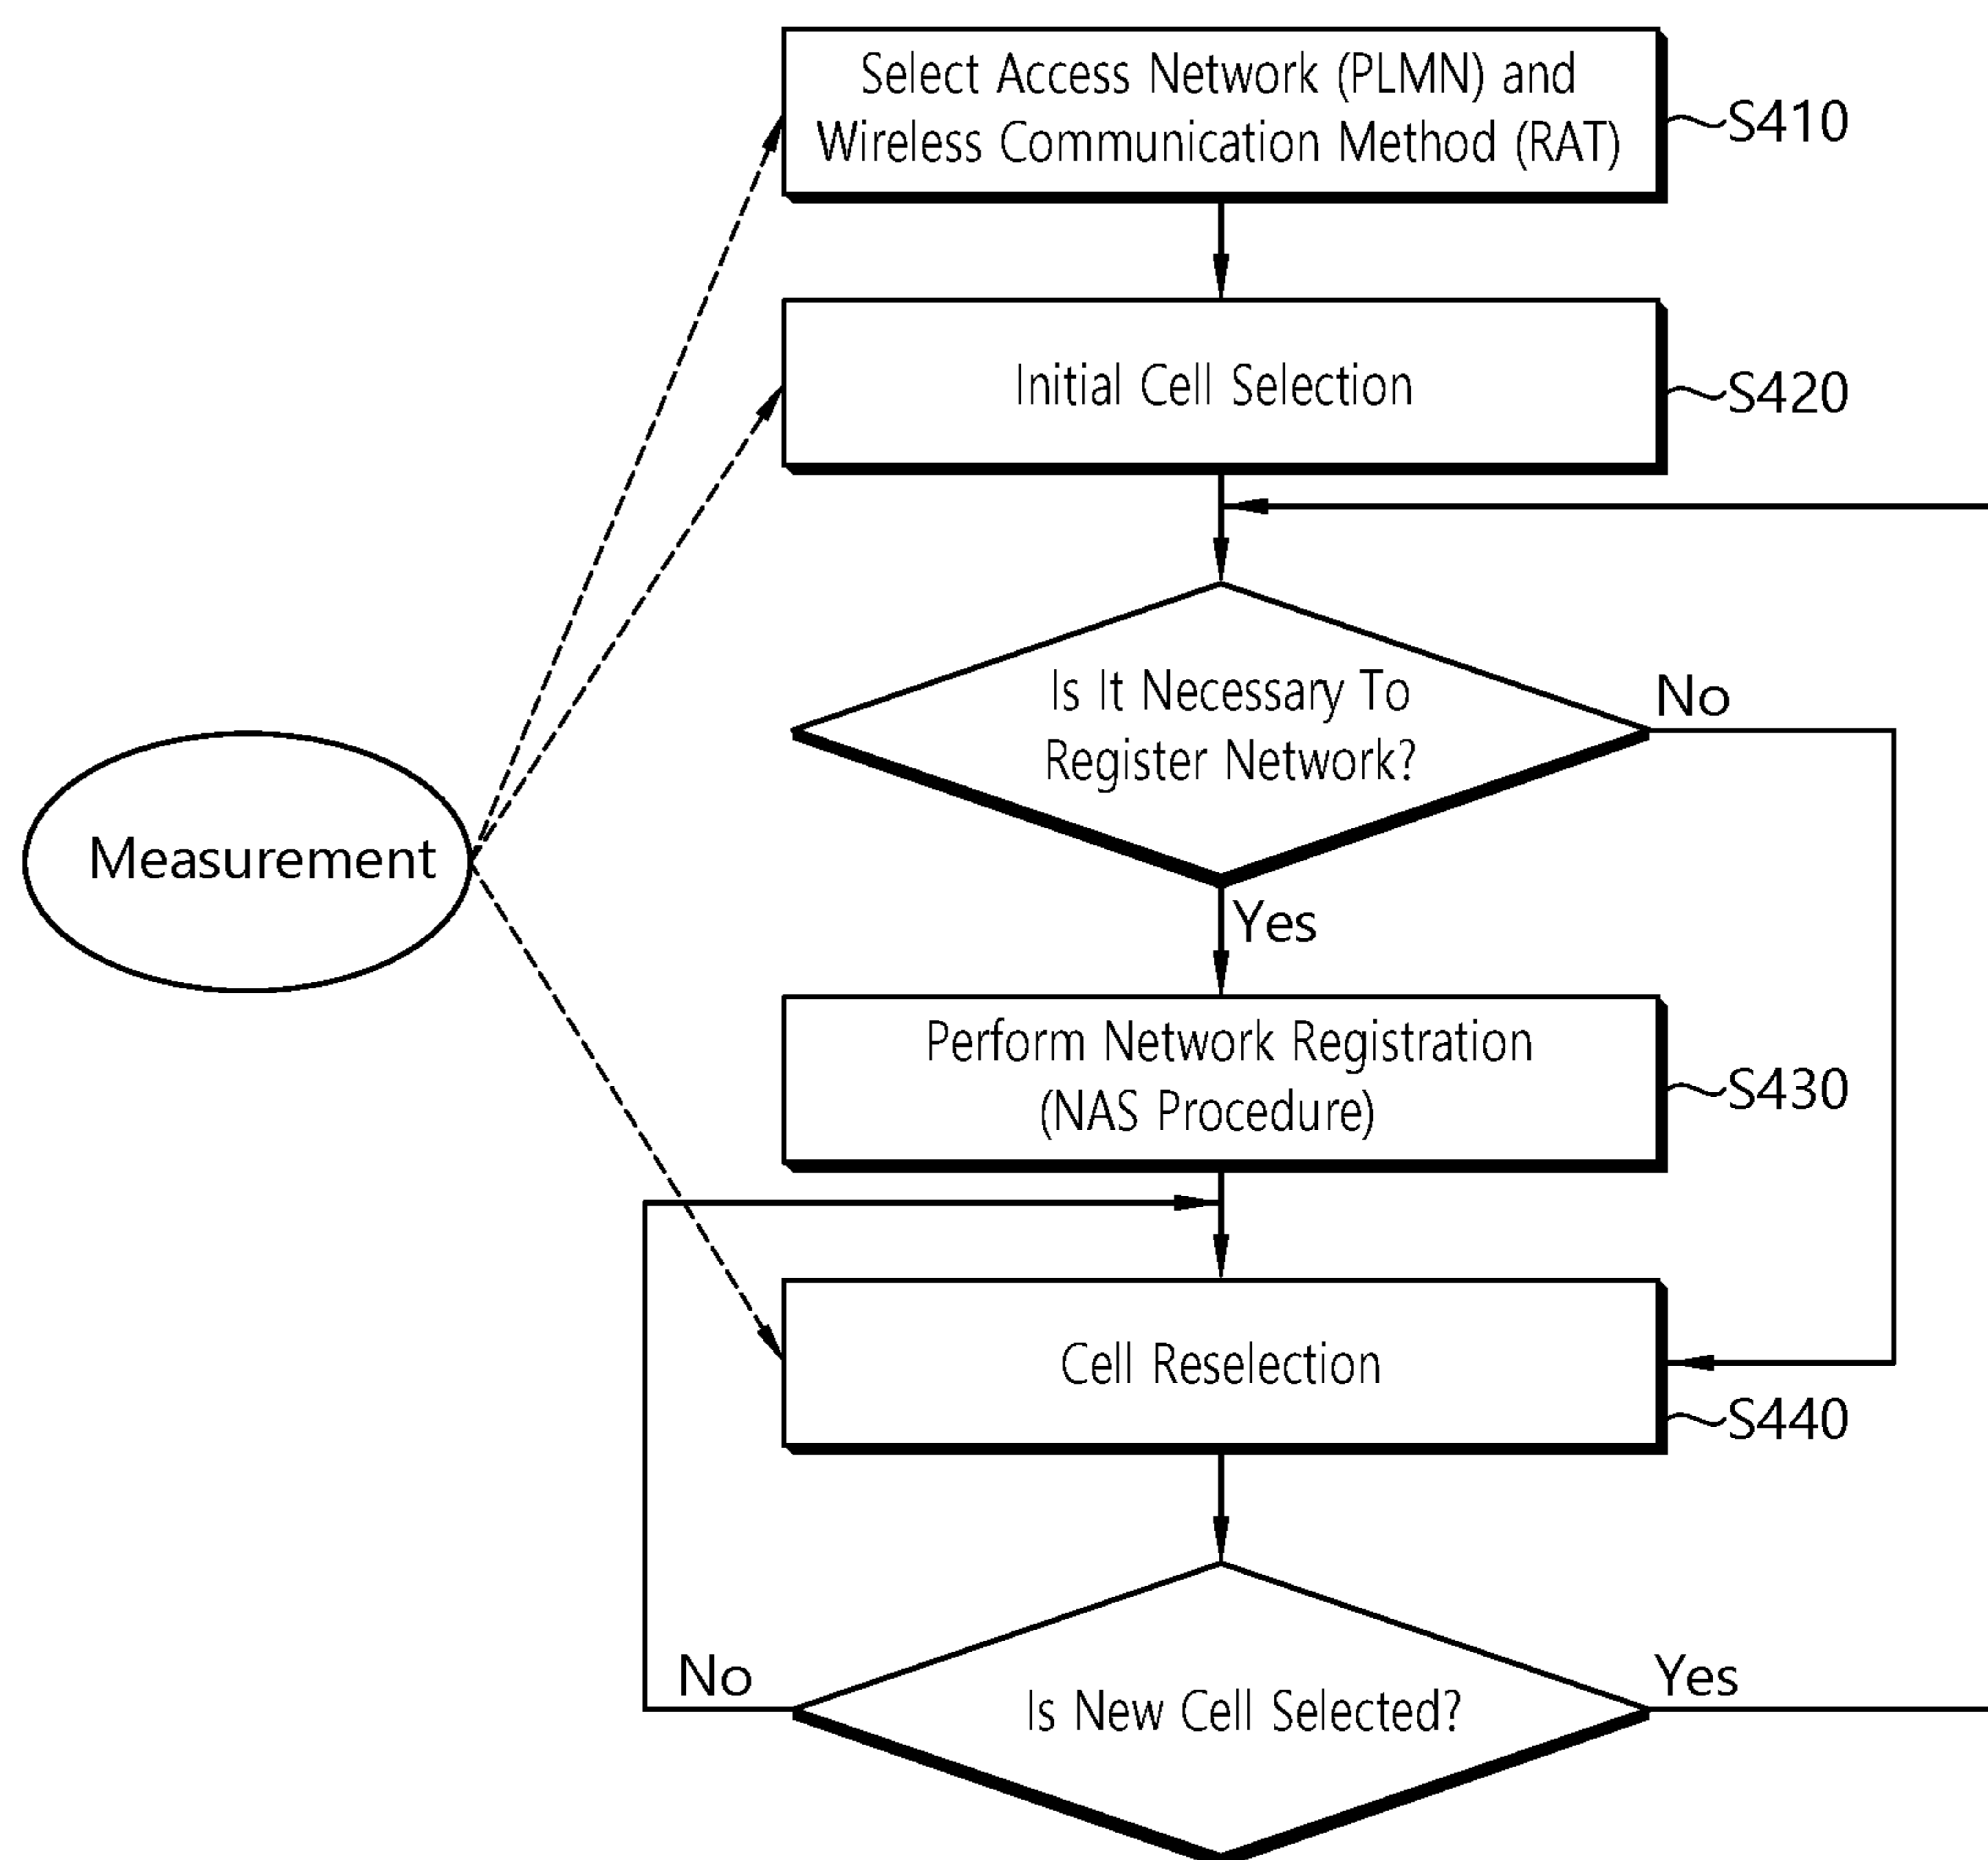 Select Access Network (PLMN) and
Wireless Communication Method (RAT)
S410
Initial Cell Selection
S420
Is It Necessary To
Register Network?
No
Measurement
Yes
Perform Network Registration
(NAS Procedure)
S430
Cell Reselection
S440
No
Is New Cell Selected?
Yes